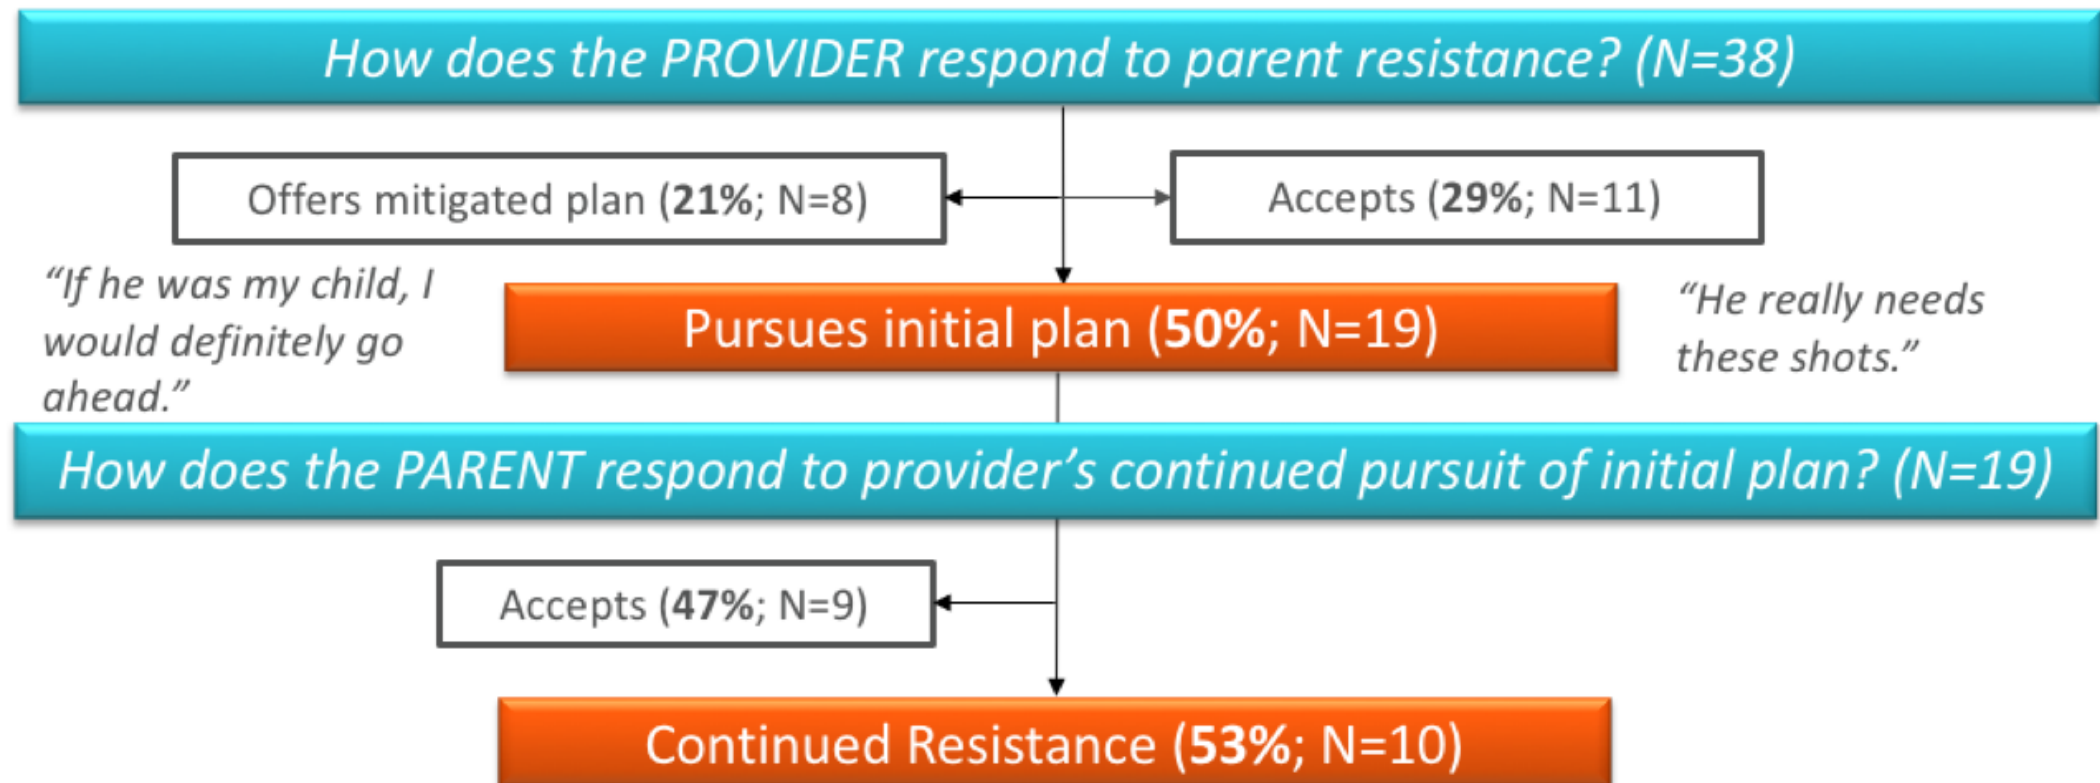 How does the PROVIDER respond to parent resistance? (N=38)
Offers mitigated plan (21%; N=8)
Accepts (29%; N=11)
“If he was my child, I
would definitely go
ahead.”
Pursues initial plan (50%; N=19)
“He really needs
these shots.”
How does the PARENT respond to provider’s continued pursuit of initial plan? (N=19)
Accepts (47%; N=9)
Continued Resistance (53%; N=10)